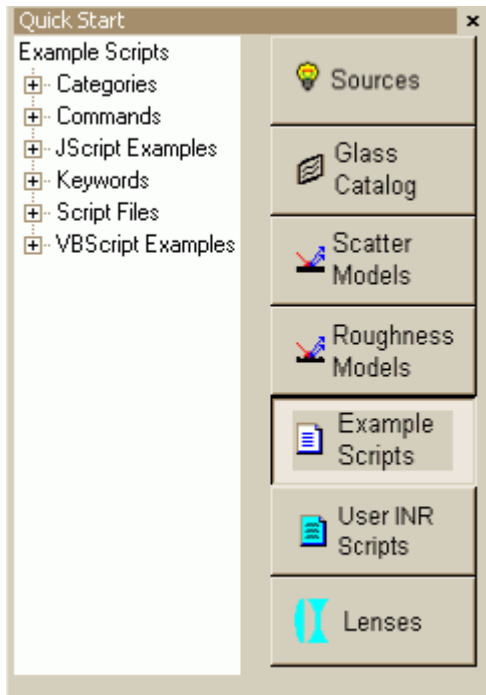 Quick Start
Example Scripts
Categories
Commands
JScript Examples
Keywords
Script Files
VBScript Examples
Sources
Glass
Catalog
Scatter
Models
Roughness
Models
Example
Scripts
User INR
Scripts
Lenses